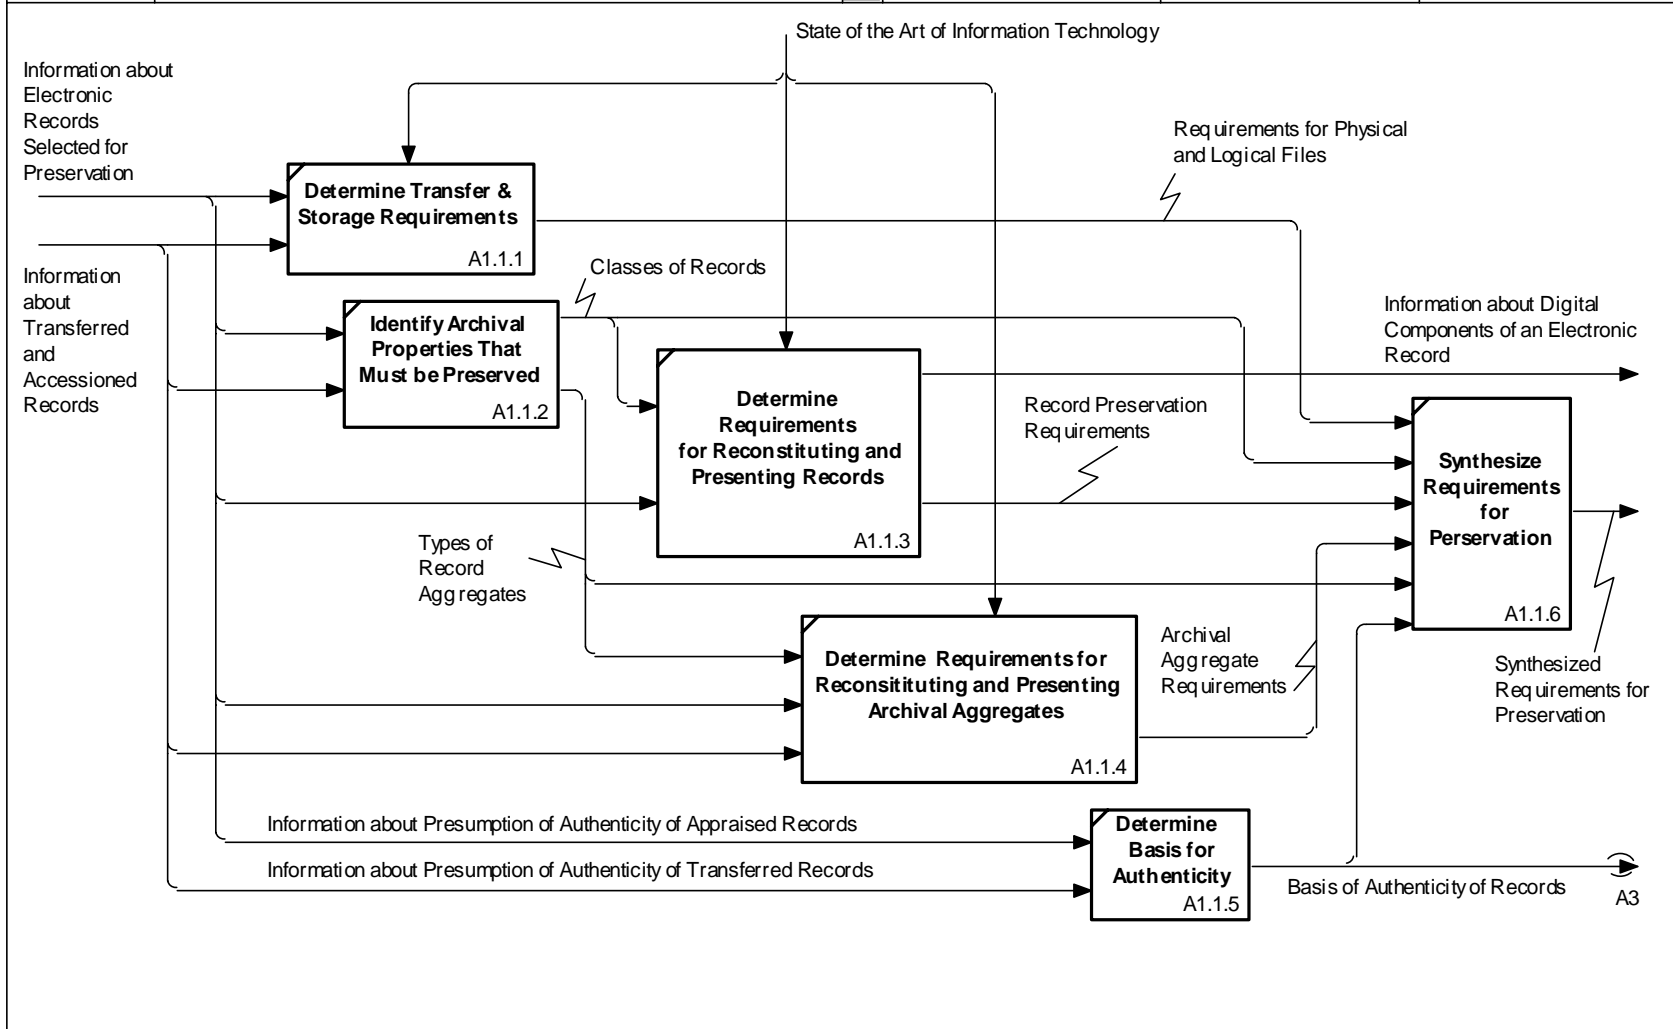 State of the Art of Information Technology
Information about
Electronic
Records
Selected for
Preservation
Requirements for Physical
and Logical Files
Determine Transfer &
Storage Requirements
A1.1.1
Information
about
Transferred
and
Accessioned
Records
Classes of Records
Identify Archival
Properties That
Must be Preserved
A1.1.2
Information about Digital
Components of an Electronic
Record
Determine
Requirements
for Reconstituting and
Presenting Records
A1.1.3
Record Preservation
Requirements
Synthesize
Requirements
for
Perservation
A1.1.6
Types of
Record
Aggregates
Determine Requirements for
Reconsitituting and Presenting
Archival Aggregates
A1.1.4
Archival
Aggregate
Requirements
Synthesized
Requirements for
Preservation
Information about Presumption of Authenticity of Appraised Records
Information about Presumption of Authenticity of Transferred Records
Determine
Basis for
Authenticity
A1.1.5
Basis of Authenticity of Records
A3